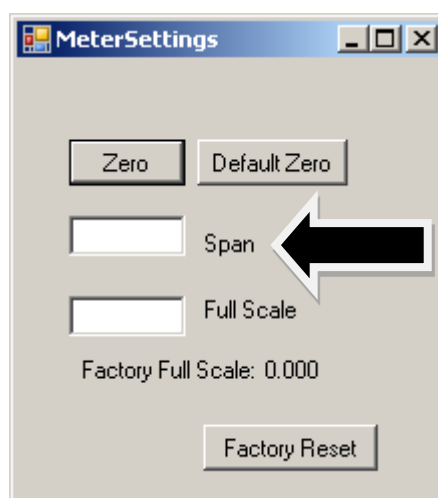 MeterSettings
Zero Default Zero
Span
Full Scale
Factory Full Scale: 0.000
Factory Reset